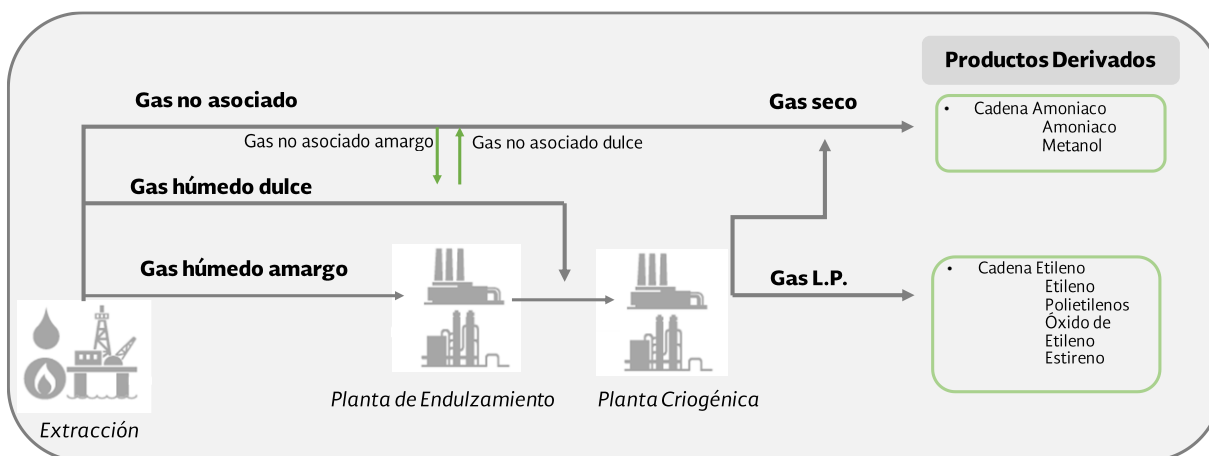 Productos Derivados
Gas no asociado
Gas seco
• Cadena Amoniaco
Amoniaco
Metanol
Gas no asociado amargo
Gas no asociado dulce
Gas húmedo dulce
Gas húmedo amargo
Gas L.P.
• Cadena Etileno
Etileno
Polietilenos
Óxido de
Etileno
Estireno
Planta de Endulzamiento
Planta Criogénica
Extracción